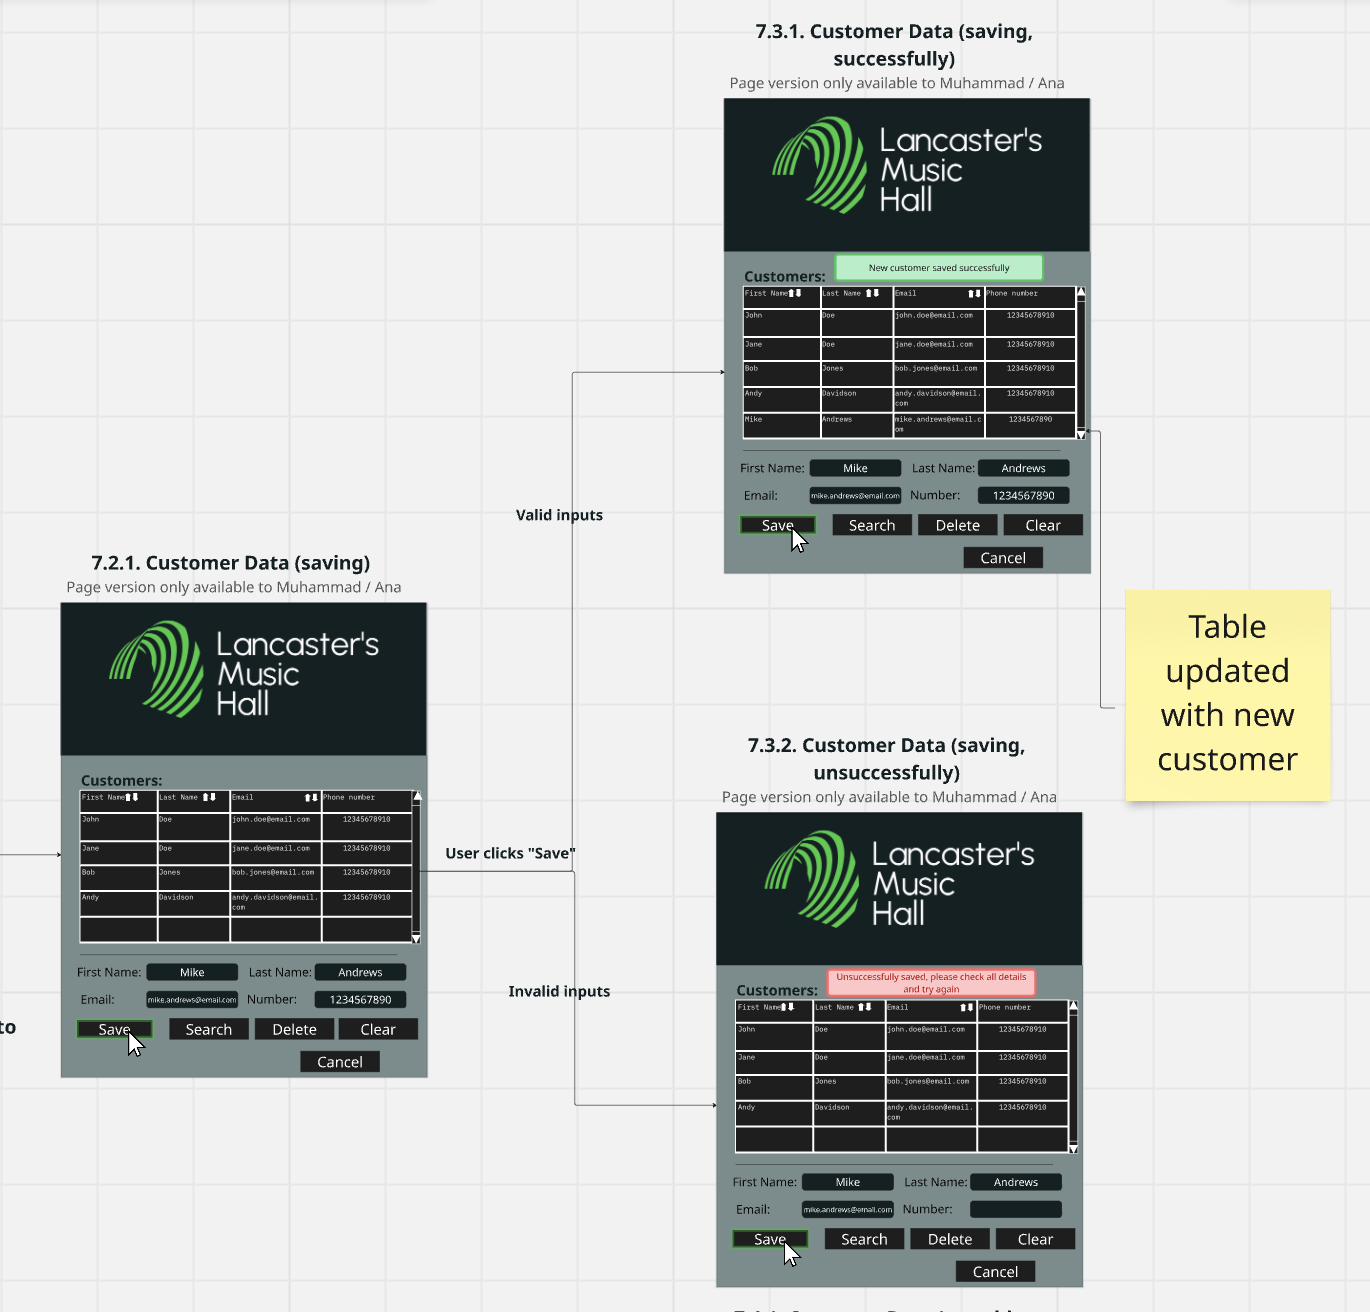 7.3.1. Customer Data (saving,
successfully)
Page version only available to Muhammad / Ana
Lancaster's
Music
Hall
New customer saved successfully
Customers:
First Name Last Name Email Phone number
John Doe john.doe@email.com 12345678910
Jane Doe jane.doe@email.com 12345678910
Bob Jones bob.jones@email.com 12345678910
Andy Davidson andy.davidson@email. 12345678910
com
Mike Andrews mike.andrews@email.c 1234567890
om
First Name: Mike Last Name: Andrews
Email: mike.andrews@email.com Number: 1234567890
Save Search Delete Clear
Cancel
Valid inputs
7.2.1. Customer Data (saving)
Page version only available to Muhammad / Ana
Lancaster's
Music
Hall
Customers:
First Name Last Name Email Phone number
John Doe john.doe@email.com 12345678910
Jane Doe jane.doe@email.com 12345678910
Bob Jones bob.jones@email.com 12345678910
Andy Davidson andy.davidson@email. 12345678910
com
First Name: Mike Last Name: Andrews
Email: mike.andrews@email.com Number: 1234567890
Save Search Delete Clear
Cancel
to
User clicks "Save"
Invalid inputs
Table
updated
with new
customer
7.3.2. Customer Data (saving,
unsuccessfully)
Page version only available to Muhammad / Ana
Lancaster's
Music
Hall
Unsuccessfully saved, please check all details
and try again
Customers:
First Name Last Name Email Phone number
John Doe john.doe@email.com 12345678910
Jane Doe jane.doe@email.com 12345678910
Bob Jones bob.jones@email.com 12345678910
Andy Davidson andy.davidson@email. 12345678910
com
First Name: Mike Last Name: Andrews
Email: mike.andrews@email.com Number:
Save Search Delete Clear
Cancel